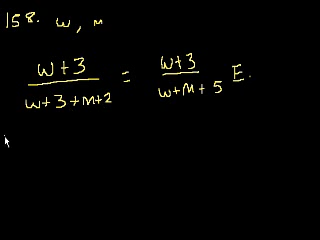 158. w, m
w+3 / w+3+m+2 = w+3 / w+m+5 E.